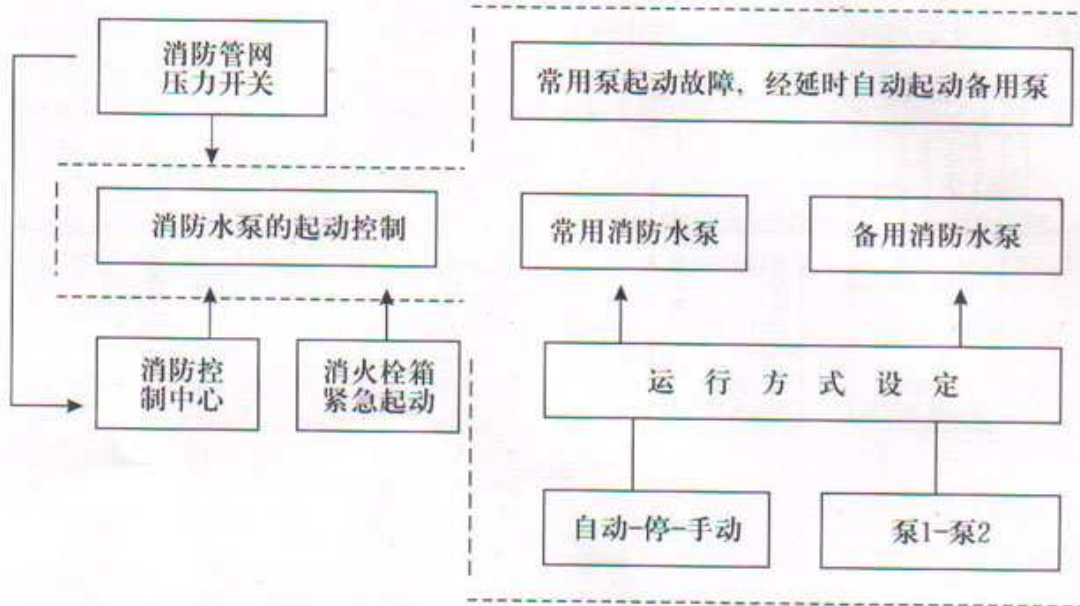 消防管网
压力开关
常用泵起动故障，经延时自动起动备用泵
消防水泵的起动控制
常用消防水泵
备用消防水泵
消防控
制中心
消火栓箱
紧急起动
运行方式设定
自动-停-手动
泵1-泵2